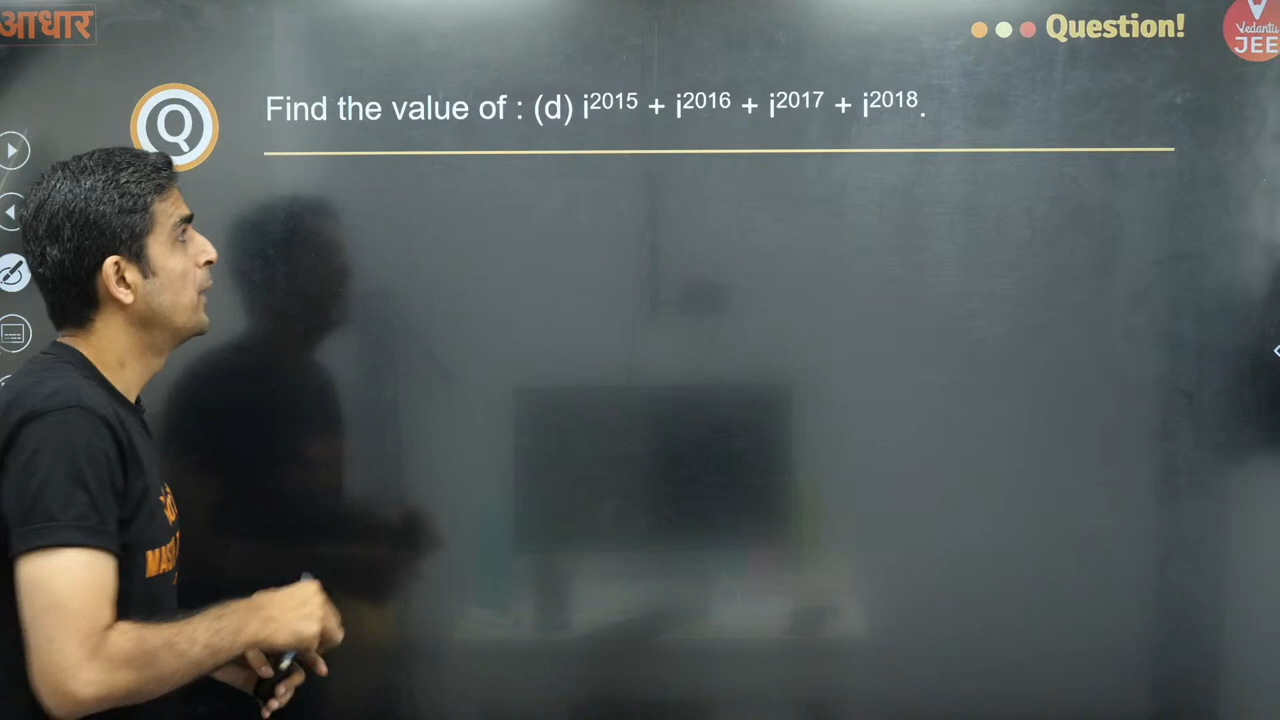 आधार
Question!
Vedantu
JEE
Q
Find the value of : (d) i²⁰¹⁵ + i²⁰¹⁶ + i²⁰¹⁷ + i²⁰¹⁸.